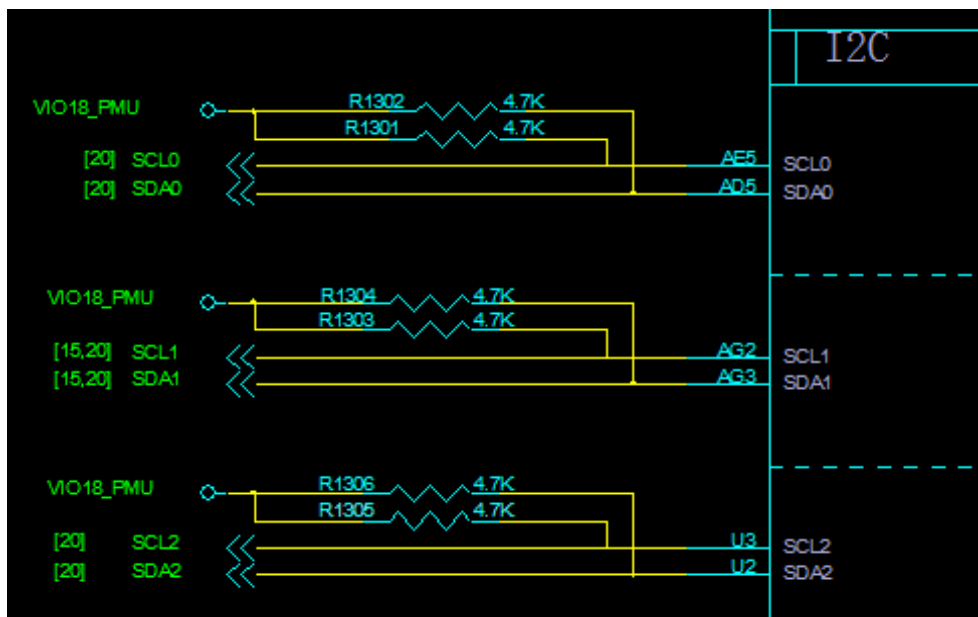 I2C
VIO18_PMU R1302 4.7K
R1301 4.7K
[20] SCL0 AE5 SCL0
[20] SDA0 AD5 SDA0
VIO18_PMU R1304 4.7K
R1303 4.7K
[15,20] SCL1 AG2 SCL1
[15,20] SDA1 AG3 SDA1
VIO18_PMU R1306 4.7K
R1305 4.7K
[20] SCL2 U3 SCL2
[20] SDA2 U2 SDA2